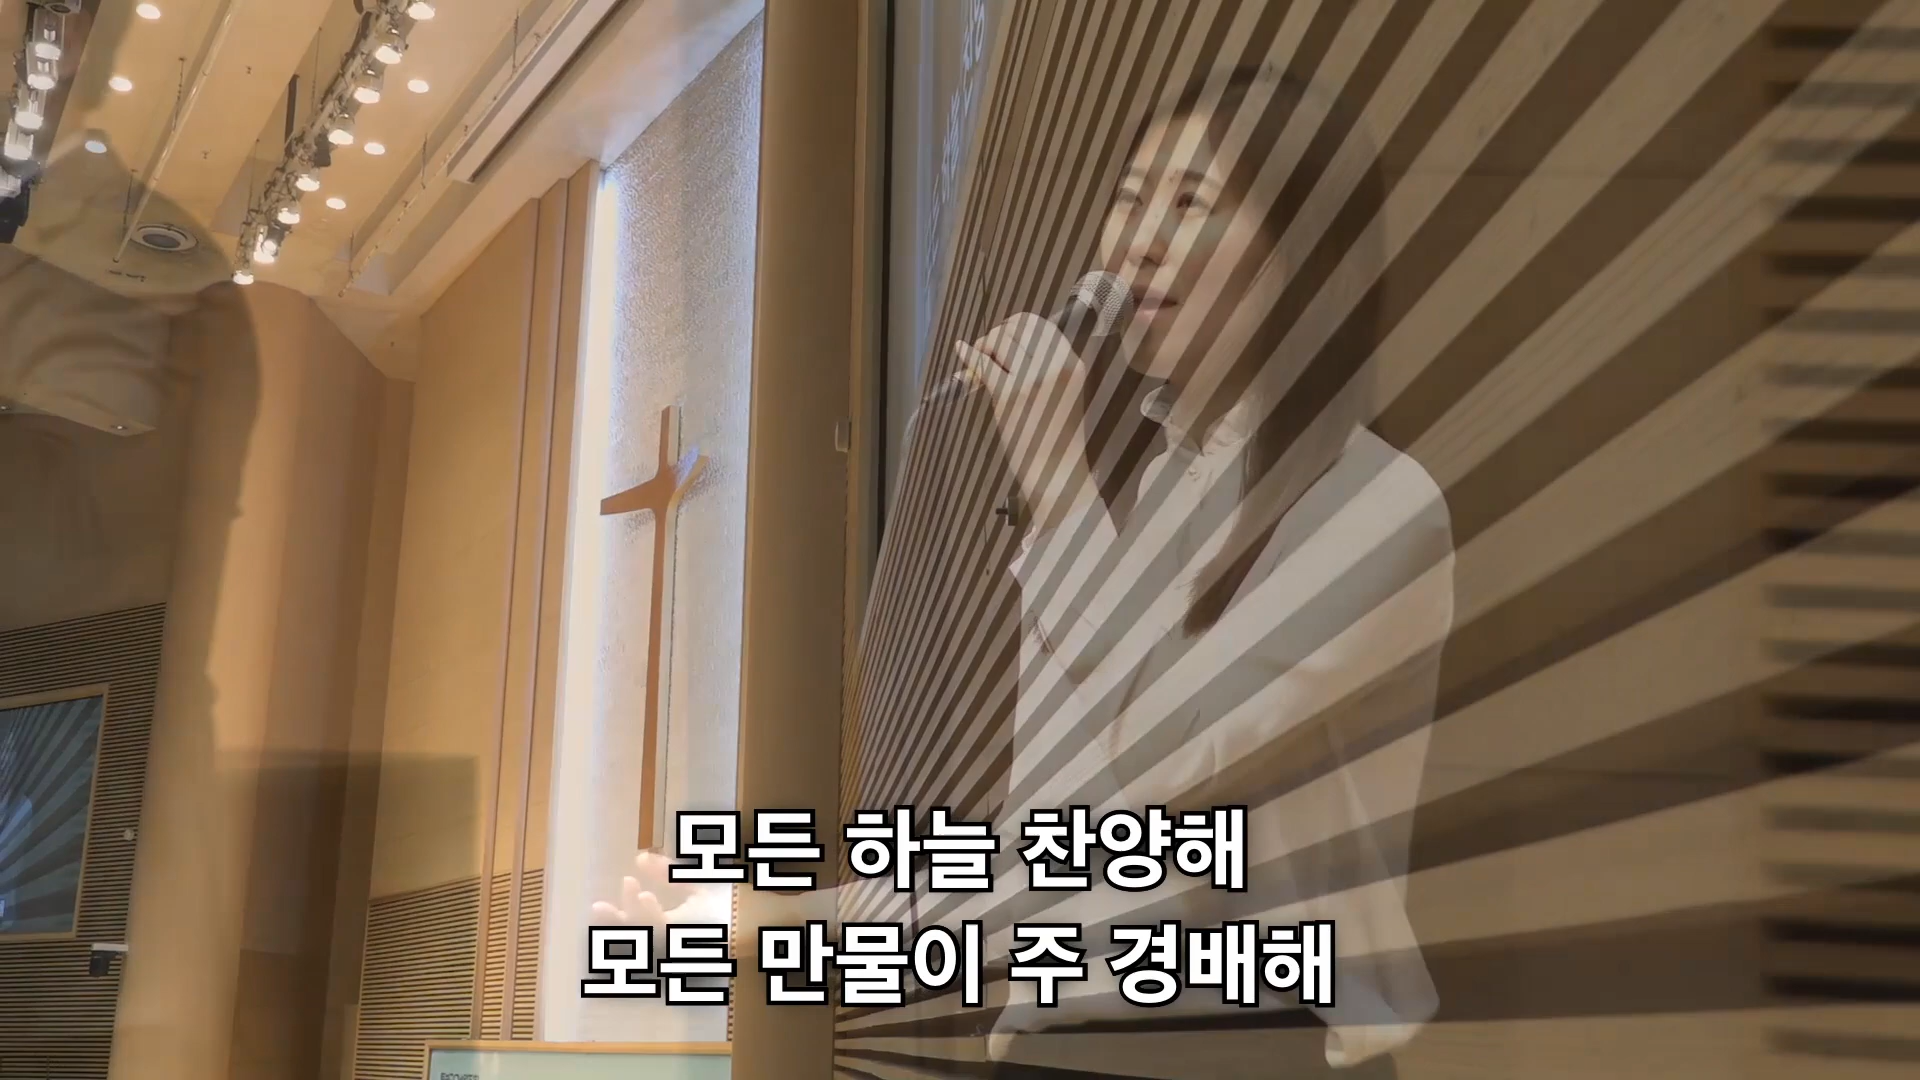 모든 하늘 찬양해
모든 만물이 주 경배해